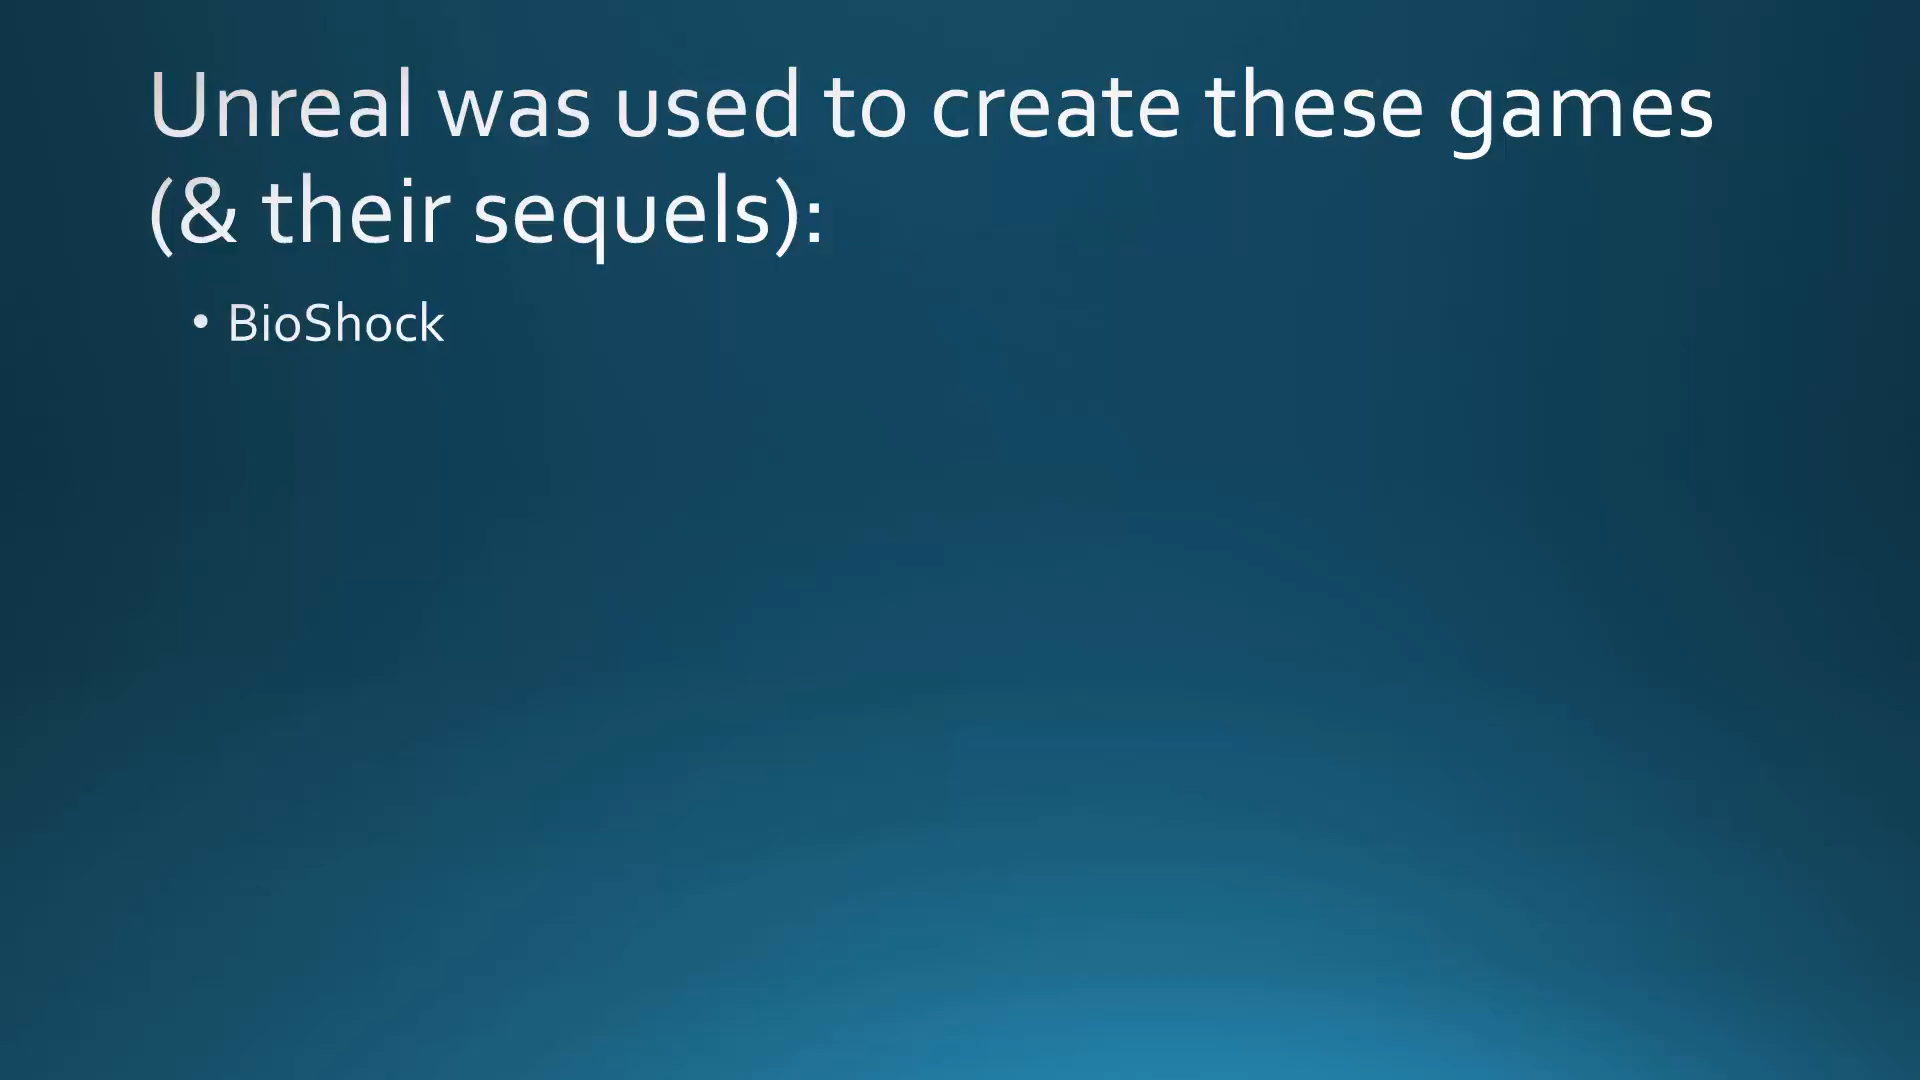 Unreal was used to create these games
(& their sequels):
• BioShock